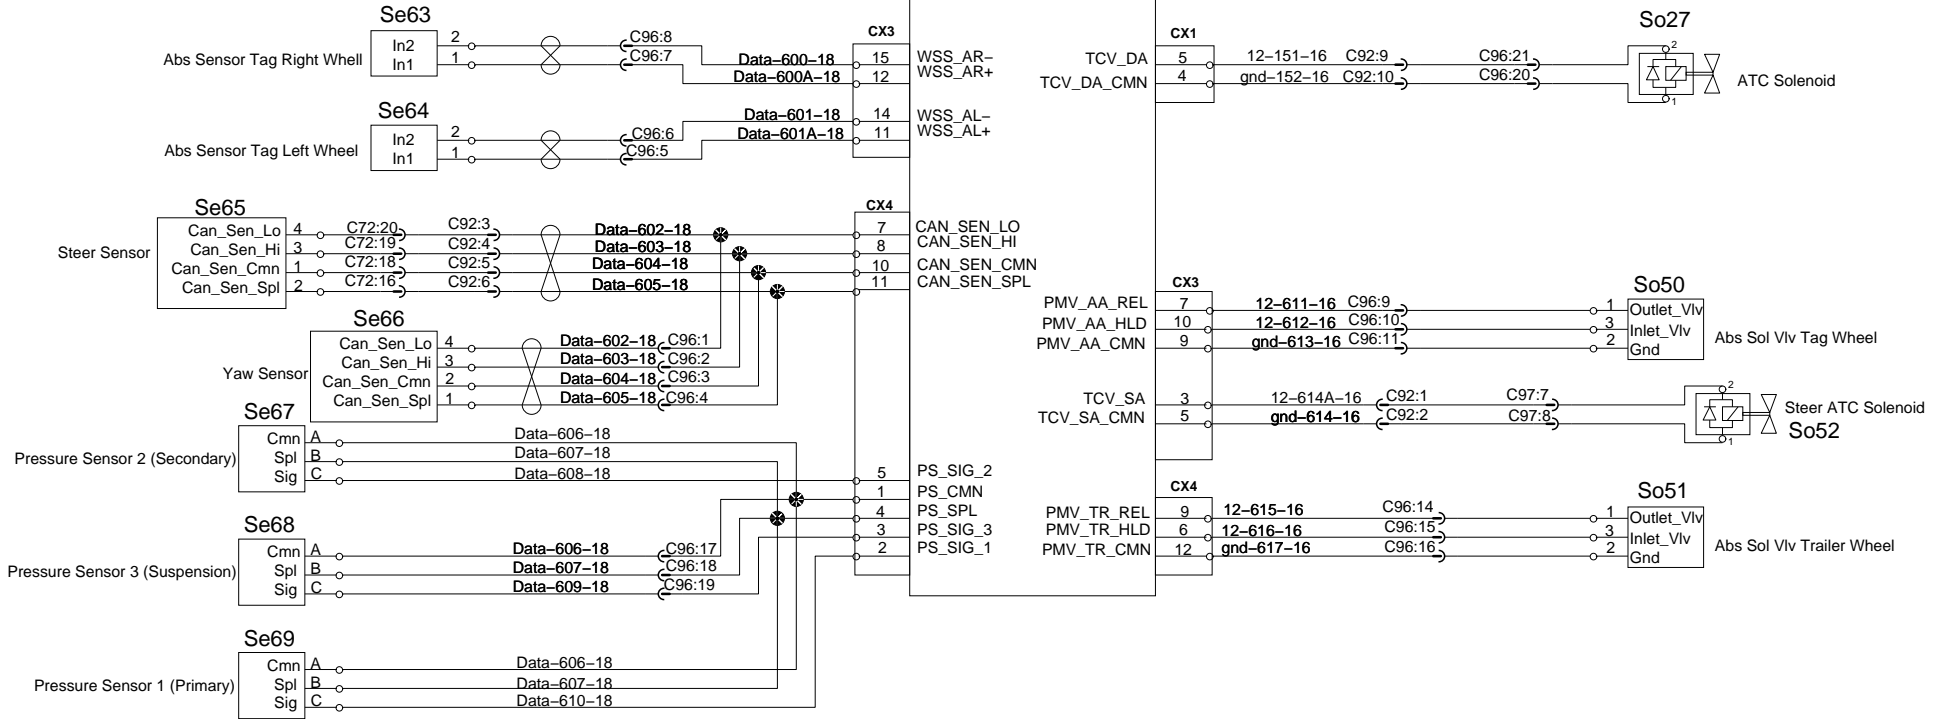 Se63
Abs Sensor Tag Right Whell
In2 2 C96:8
In1 1 C96:7
Data-600-18
Data-600A-18
CX3
15 WSS_AR-
12 WSS_AR+
Se64
Abs Sensor Tag Left Wheel
In2 2 C96:6
In1 1 C96:5
Data-601-18
Data-601A-18
14 WSS_AL-
11 WSS_AL+
Se65
Steer Sensor
Can_Sen_Lo 4 C72:20 C92:3 Data-602-18
Can_Sen_Hi 3 C72:19 C92:4 Data-603-18
Can_Sen_Cmn 1 C72:18 C92:5 Data-604-18
Can_Sen_Spl 2 C72:16 C92:6 Data-605-18
CX4
7 CAN_SEN_LO
8 CAN_SEN_HI
10 CAN_SEN_CMN
11 CAN_SEN_SPL
Se66
Yaw Sensor
Can_Sen_Lo 4 Data-602-18 C96:1
Can_Sen_Hi 3 Data-603-18 C96:2
Can_Sen_Cmn 2 Data-604-18 C96:3
Can_Sen_Spl 1 Data-605-18 C96:4
Se67
Pressure Sensor 2 (Secondary)
Cmn A Data-606-18
Spl B Data-607-18
Sig C Data-608-18
5 PS_SIG_2
1 PS_CMN
4 PS_SPL
3 PS_SIG_3
2 PS_SIG_1
Se68
Pressure Sensor 3 (Suspension)
Cmn A Data-606-18 C96:17
Spl B Data-607-18 C96:18
Sig C Data-609-18 C96:19
Se69
Pressure Sensor 1 (Primary)
Cmn A Data-606-18
Spl B Data-607-18
Sig C Data-610-18
CX1
TCV_DA 5 12-151-16 C92:9 C96:21
TCV_DA_CMN 4 gnd-152-16 C92:10 C96:20
So27
2
1
ATC Solenoid
CX3
PMV_AA_REL 7 12-611-16 C96:9
PMV_AA_HLD 10 12-612-16 C96:10
PMV_AA_CMN 9 gnd-613-16 C96:11
So50
1 Outlet_Vlv
3 Inlet_Vlv
2 Gnd
Abs Sol Vlv Tag Wheel
TCV_SA 3 12-614A-16 C92:1 C97:7
TCV_SA_CMN 5 gnd-614-16 C92:2 C97:8
2
1
Steer ATC Solenoid
So52
CX4
PMV_TR_REL 9 12-615-16 C96:14
PMV_TR_HLD 6 12-616-16 C96:15
PMV_TR_CMN 12 gnd-617-16 C96:16
So51
1 Outlet_Vlv
3 Inlet_Vlv
2 Gnd
Abs Sol Vlv Trailer Wheel